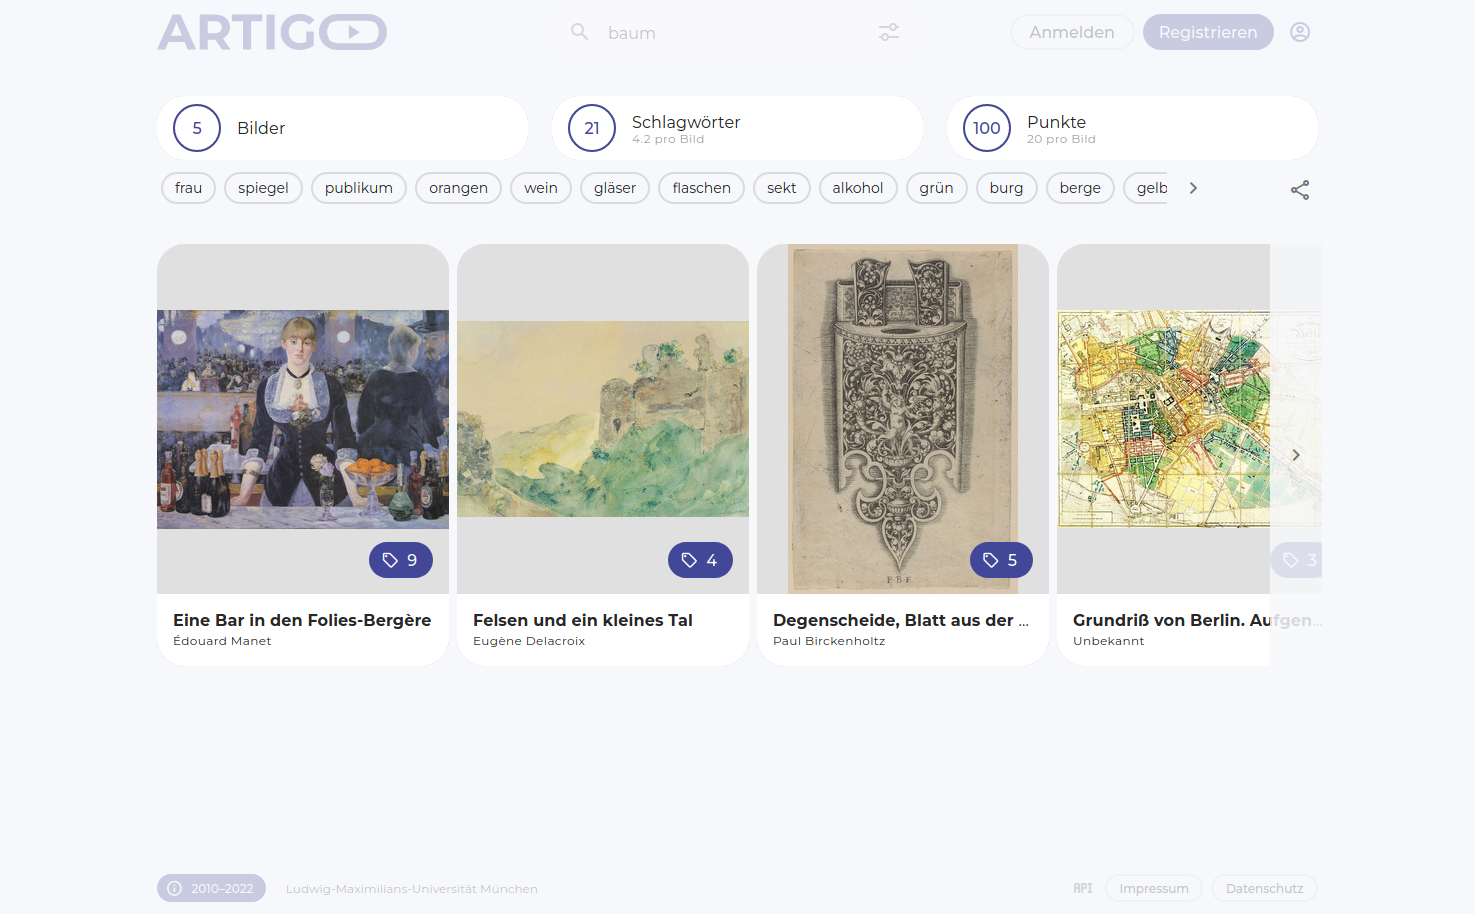 ARTIGO
baum
Anmelden
Registrieren
5
Bilder
21
Schlagwörter
4.2 pro Bild
100
Punkte
20 pro Bild
frau
spiegel
publikum
orangen
wein
gläser
flaschen
sekt
alkohol
grün
burg
berge
gelb
9
4
P B F
5
3
Eine Bar in den Folies-Bergère
Édouard Manet
Felsen und ein kleines Tal
Eugène Delacroix
Degenscheide, Blatt aus der ...
Paul Birckenholtz
Grundriß von Berlin. Aufgen...
Unbekannt
2010–2022
Ludwig-Maximilians-Universität München
API
Impressum
Datenschutz